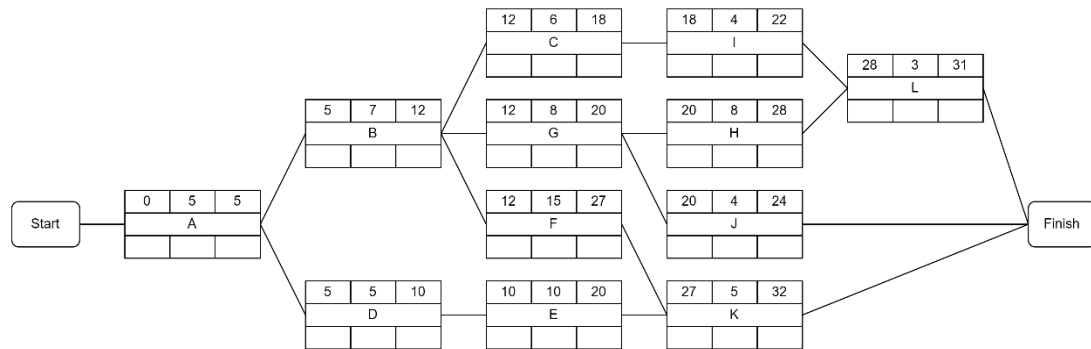 12 6 18
C
18 4 22
I
28 3 31
L
5 7 12
B
12 8 20
G
20 8 28
H
Start
0 5 5
A
12 15 27
F
20 4 24
J
Finish
5 5 10
D
10 10 20
E
27 5 32
K